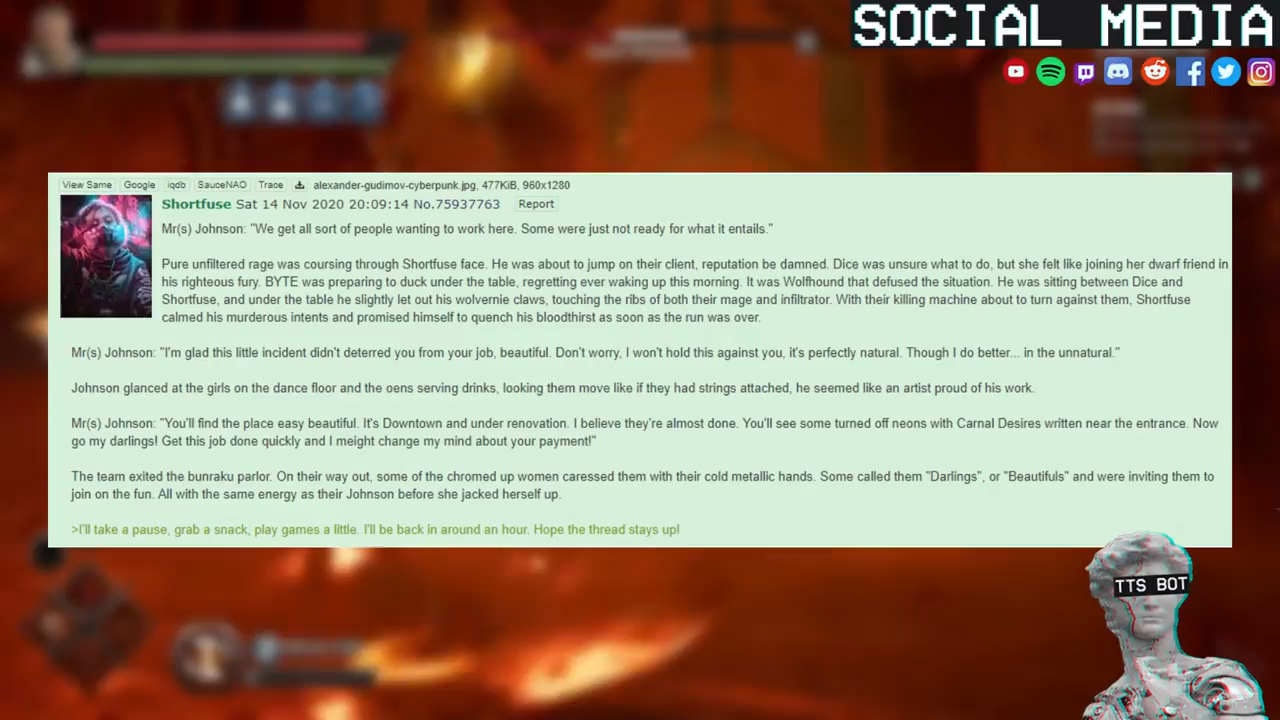 SOCIAL MEDIA
View Same Google iqdb SauceNAO Trace alexander-gudimov-cyberpunk.jpg, 477KiB, 960x1280
Shortfuse Sat 14 Nov 2020 20:09:14 No.75937763 Report
Mr(s) Johnson: "We get all sort of people wanting to work here. Some were just not ready for what it entails."
Pure unfiltered rage was coursing through Shortfuse face. He was about to jump on their client, reputation be damned. Dice was unsure what to do, but she felt like joining her dwarf friend in
his righteous fury. BYTE was preparing to duck under the table, regretting ever waking up this morning. It was Wolfhound that defused the situation. He was sitting between Dice and
Shortfuse, and under the table he slightly let out his wolvernie claws, touching the ribs of both their mage and infiltrator. With their killing machine about to turn against them, Shortfuse
calmed his murderous intents and promised himself to quench his bloodthirst as soon as the run was over.
Mr(s) Johnson: "I'm glad this little incident didn't deterred you from your job, beautiful. Don't worry, I won't hold this against you, it's perfectly natural. Though I do better... in the unnatural."
Johnson glanced at the girls on the dance floor and the oens serving drinks, looking them move like if they had strings attached, he seemed like an artist proud of his work.
Mr(s) Johnson: "You'll find the place easy beautiful. It's Downtown and under renovation. I believe they're almost done. You'll see some turned off neons with Carnal Desires written near the entrance. Now
go my darlings! Get this job done quickly and I meight change my mind about your payment!"
The team exited the bunraku parlor. On their way out, some of the chromed up women caressed them with their cold metallic hands. Some called them "Darlings", or "Beautifuls" and were inviting them to
join on the fun. All with the same energy as their Johnson before she jacked herself up.
>I'll take a pause, grab a snack, play games a little. I'll be back in around an hour. Hope the thread stays up!
TTS BOT